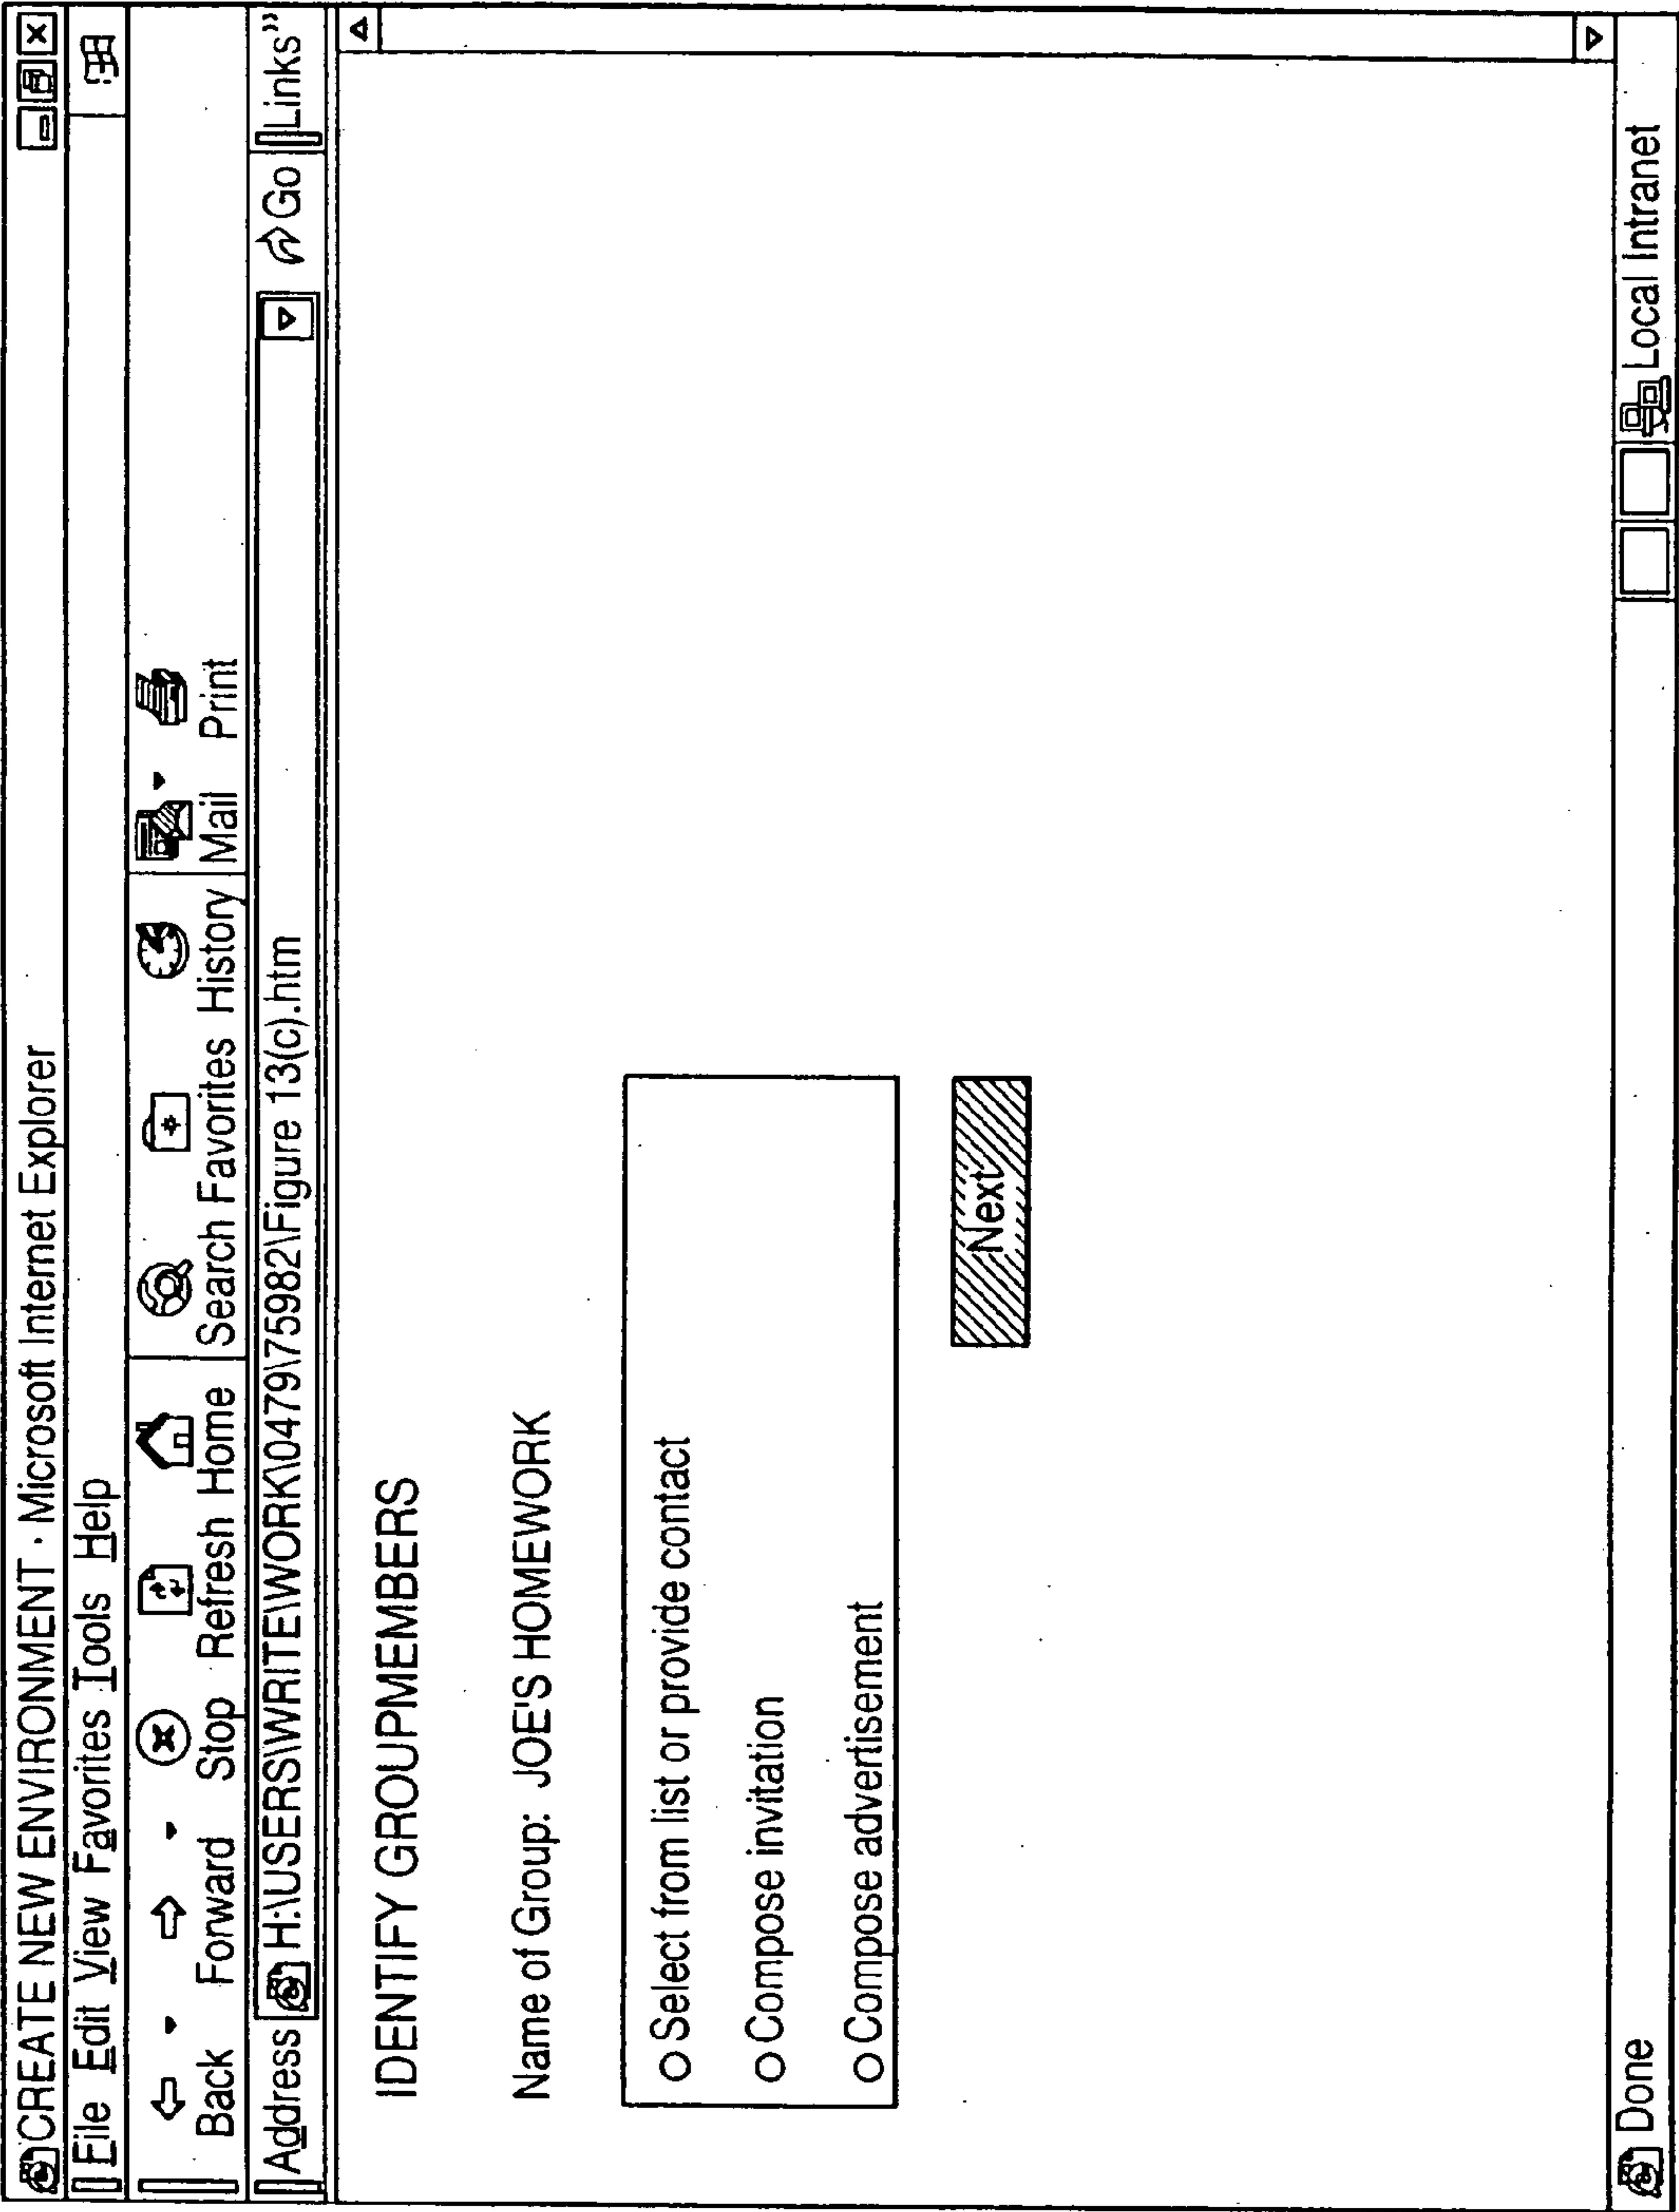 CREATE NEW ENVIRONMENT · Microsoft Internet Explorer
File Edit View Favorites Tools Help
Back Forward Stop Refresh Home Search Favorites History Mail Print
Address H:\USERS\WRITE\WORK\0479\75982\Figure 13(c).htm Go Links”
IDENTIFY GROUPMEMBERS
Name of Group: JOE'S HOMEWORK
Select from list or provide contact
Compose invitation
Compose advertisement
Next
Done Local Intranet